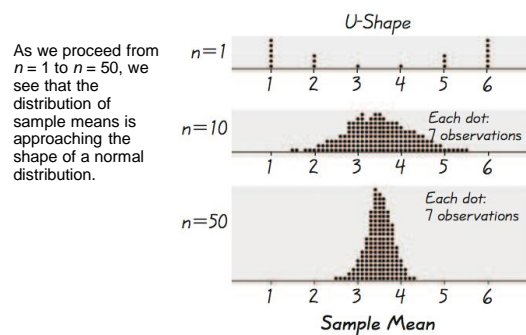 As we proceed from
n = 1 to n = 50, we
see that the
distribution of
sample means is
approaching the
shape of a normal
distribution.
U-Shape
n=1
1 2 3 4 5 6
n=10
Each dot:
7 observations
1 2 3 4 5 6
n=50
Each dot:
7 observations
1 2 3 4 5 6
Sample Mean